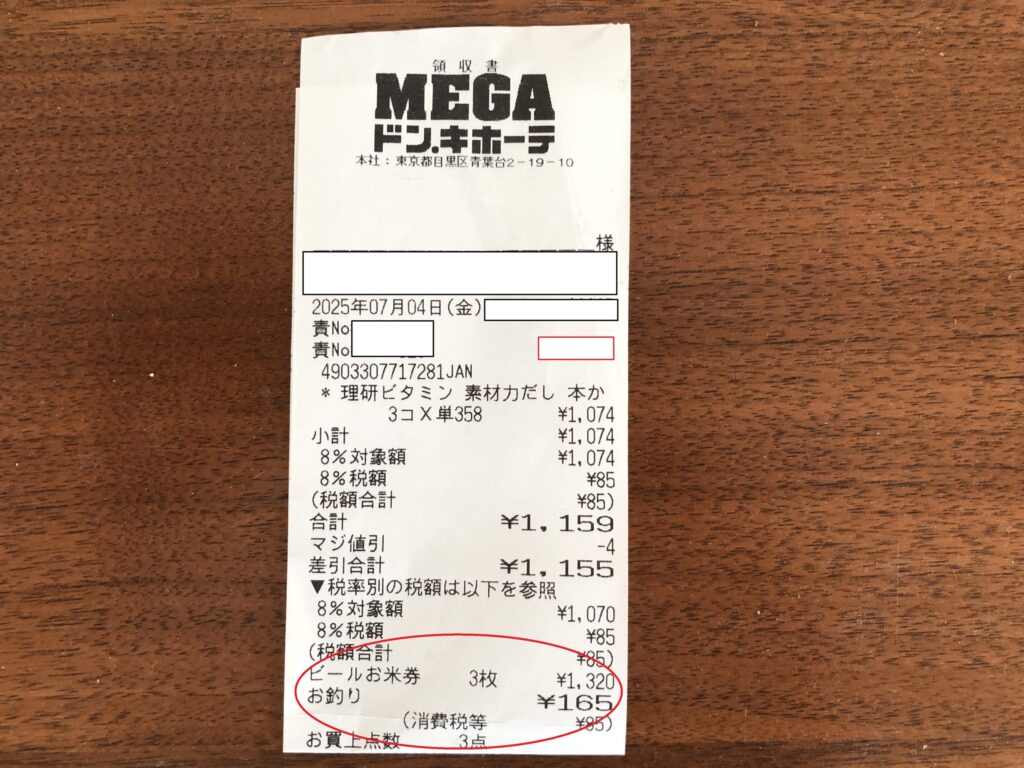 領収書
MEGA
ドン.キホーテ
本社：東京都目黒区青葉台2-19-10
様
2025年07月04日(金)
責No
責No
4903307717281JAN
* 理研ビタミン 素材力だし 本か
3コX単358 ¥1,074
小計 ¥1,074
8%対象額 ¥1,074
8%税額 ¥85
(税額合計 ¥85)
合計 ¥1,159
マジ値引 -4
差引合計 ¥1,155
▼税率別の税額は以下を参照
8%対象額 ¥1,070
8%税額 ¥85
(税額合計 ¥85)
ビールお米券 3枚 ¥1,320
お釣り ¥165
(消費税等 ¥85)
お買上点数 3点